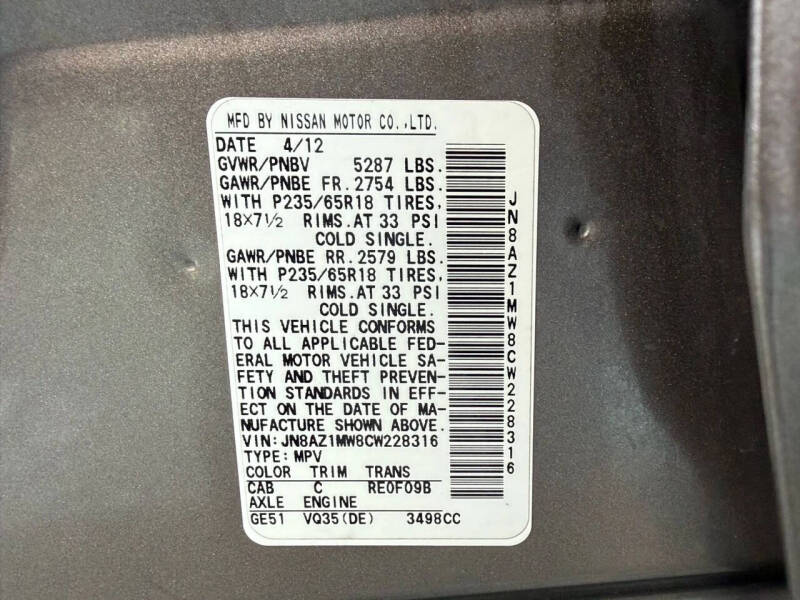 MFD BY NISSAN MOTOR CO.,LTD.
DATE 4/12
GVWR/PNBV 5287 LBS.
GAWR/PNBE FR.2754 LBS.
WITH P235/65R18 TIRES,
18×7½ RIMS.AT 33 PSI
COLD SINGLE.
GAWR/PNBE RR.2579 LBS.
WITH P235/65R18 TIRES,
18×7½ RIMS.AT 33 PSI
COLD SINGLE.
THIS VEHICLE CONFORMS
TO ALL APPLICABLE FED-
ERAL MOTOR VEHICLE SA-
FETY AND THEFT PREVEN-
TION STANDARDS IN EFF-
ECT ON THE DATE OF MA-
NUFACTURE SHOWN ABOVE.
VIN:JN8AZ1MW8CW228316
TYPE:MPV
COLOR TRIM TRANS
CAB C RE0F09B
AXLE ENGINE
GE51 VQ35(DE) 3498CC
JN8AZ1MW8CW228316